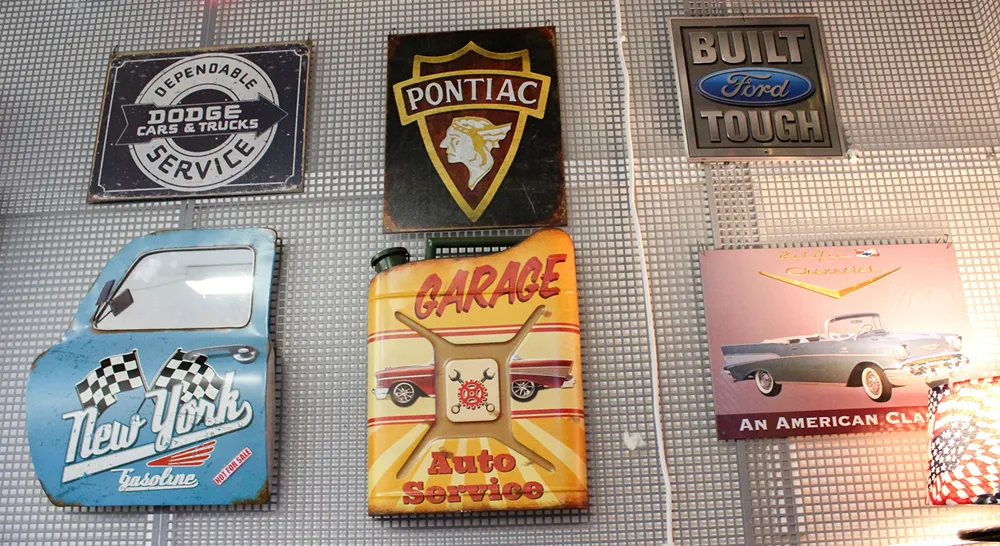 DEPENDABLE
DODGE
CARS & TRUCKS
SERVICE
PONTIAC
BUILT
Ford
TOUGH
New York
Gasoline
NOT FOR SALE
GARAGE
Auto
Service
Chevrolet
AN AMERICAN CLA